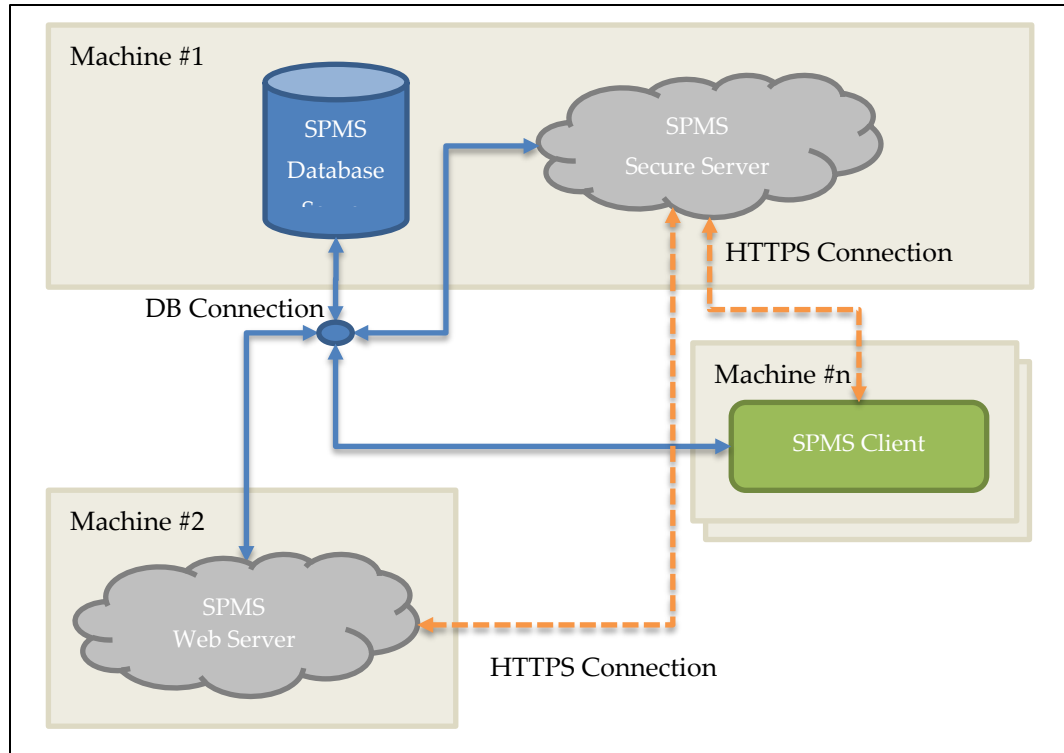 Machine #1
SPMS
Database
SPMS
Secure Server
HTTPS Connection
DB Connection
Machine #n
SPMS Client
Machine #2
SPMS
Web Server
HTTPS Connection